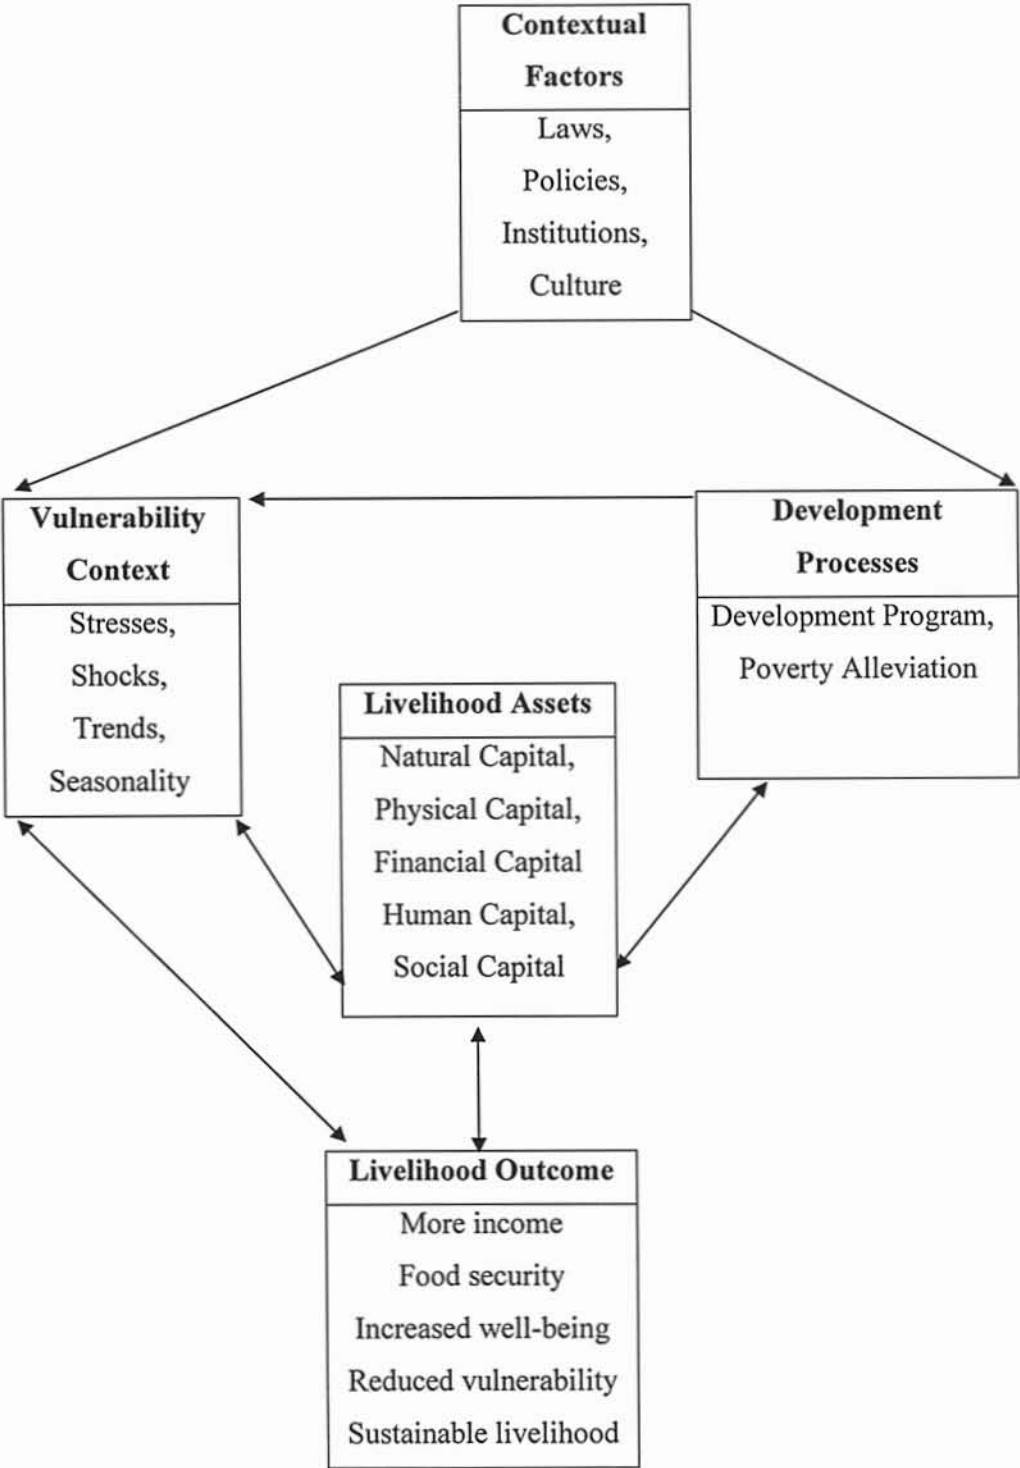 Contextual
Factors
Laws,
Policies,
Institutions,
Culture
Vulnerability
Context
Stresses,
Shocks,
Trends,
Seasonality
Development
Processes
Development Program,
Poverty Alleviation
Livelihood Assets
Natural Capital,
Physical Capital,
Financial Capital
Human Capital,
Social Capital
Livelihood Outcome
More income
Food security
Increased well-being
Reduced vulnerability
Sustainable livelihood